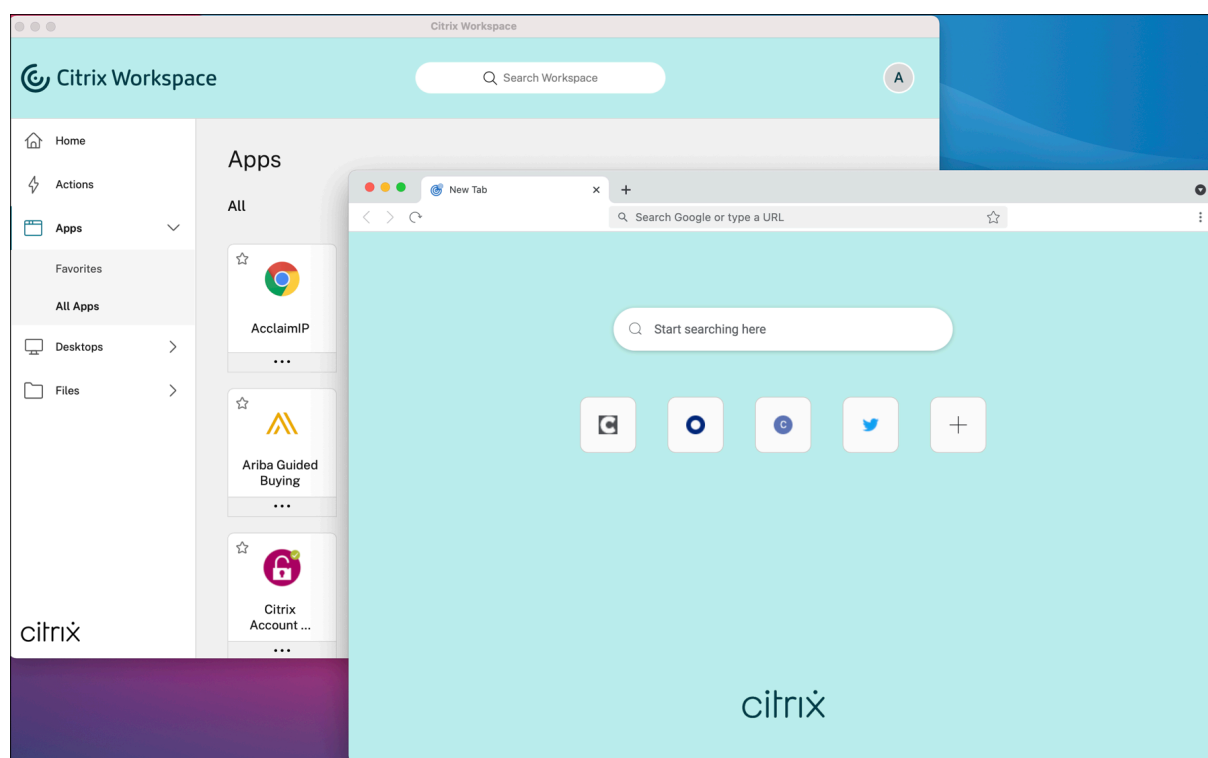 Citrix Workspace
Citrix Workspace
Search Workspace
A
Home
Actions
Apps
Favorites
All Apps
Desktops
Files
citrix
Apps
All
AcclaimIP
Ariba Guided
Buying
Citrix
Account ...
New Tab
Search Google or type a URL
Start searching here
C
C
citrix